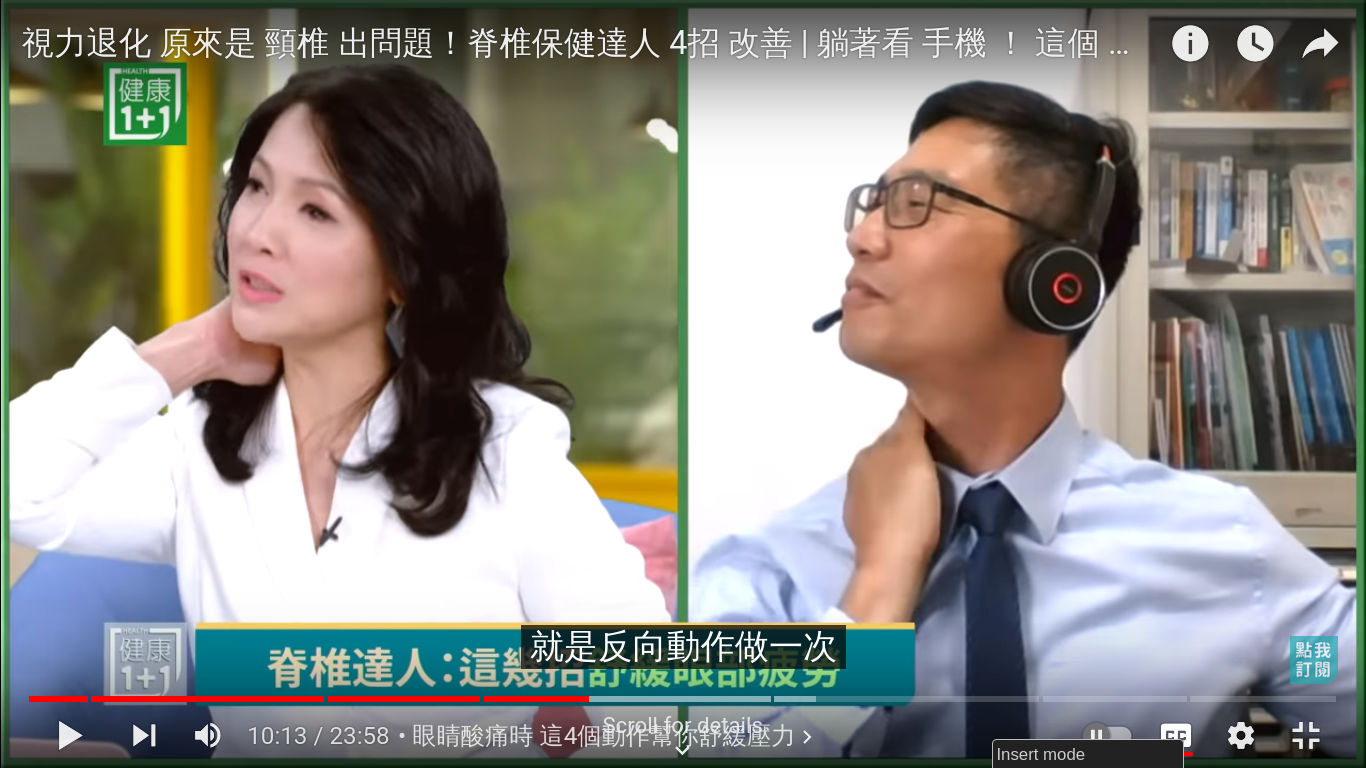 視力退化 原來是 頸椎 出問題！脊椎保健達人 4招 改善 | 躺著看 手機 ！ 這個 ...
HEALTH
健康
1+1
就是反向動作做一次
HEALTH
健康
1+1
脊椎達人：這幾招舒緩眼部疲勞
點我
訂閱
Scroll for details
10:13 / 23:58 • 眼睛酸痛時 這4個動作幫你舒緩壓力 >
CC
Insert mode